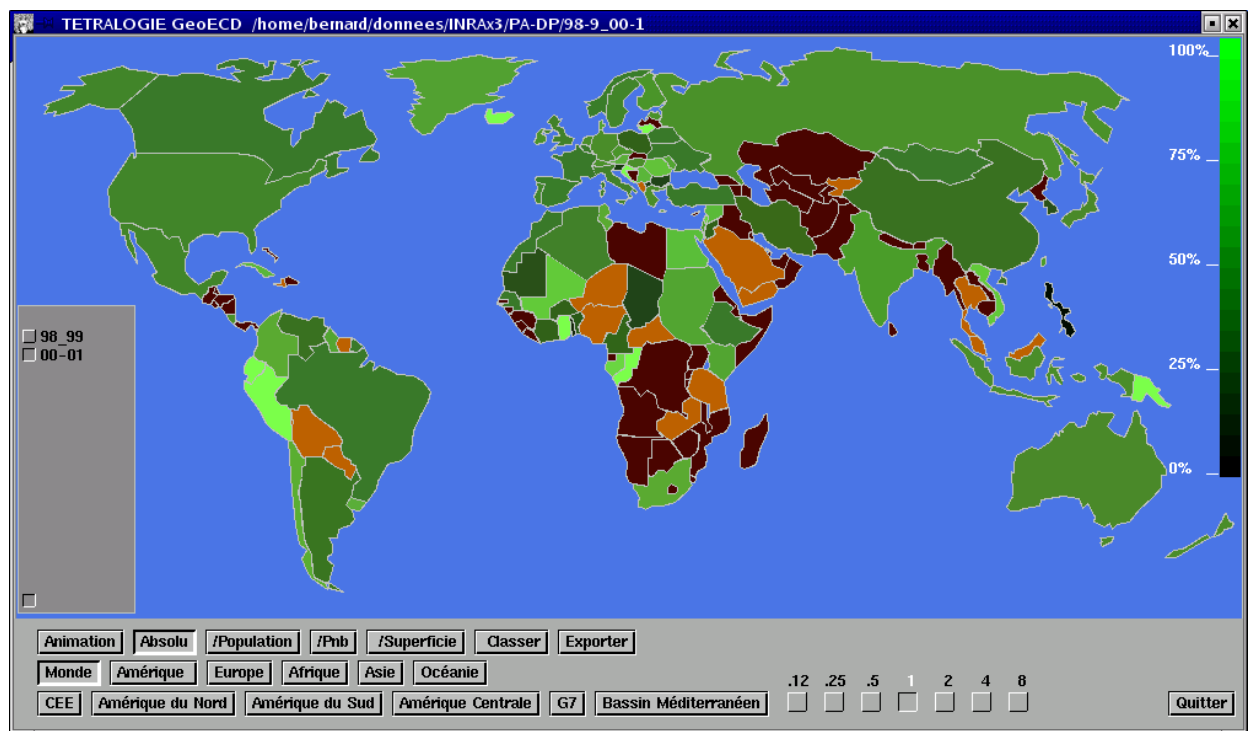 TETRALOGIE GeoECD /home/bernard/donnees/INRAx3/PA-DP/98-9_00-1
100%
75%
50%
25%
0%
98_99
00-01
Animation Absolu /Population /Pnb /Superficie Classer Exporter
Monde Amérique Europe Afrique Asie Océanie
.12 .25 .5 1 2 4 8
CEE Amérique du Nord Amérique du Sud Amérique Centrale G7 Bassin Méditerranéen Quitter